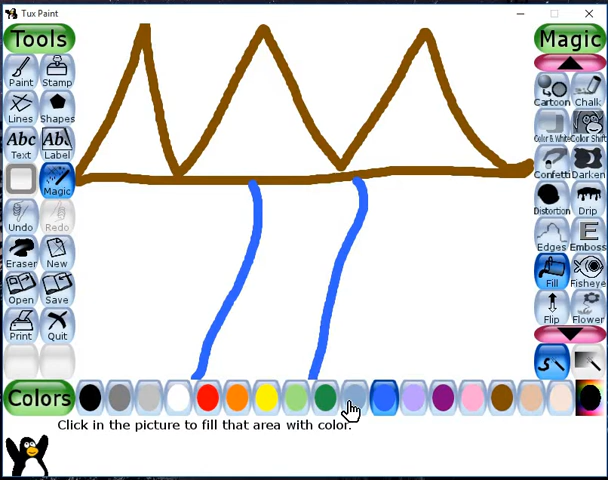 Tux Paint
Tools
Magic
Paint
Stamp
Lines
Shapes
Abc
Text
Abc
Label
Magic
Undo
Redo
Eraser
New
Open
Save
Print
Quit
Cartoon
Chalk
Color & White
Color Shift
Confetti
Darken
Distortion
Drip
Edges
Emboss
Fill
Fisheye
Flip
Flower
Colors
Click in the picture to fill that area with color.